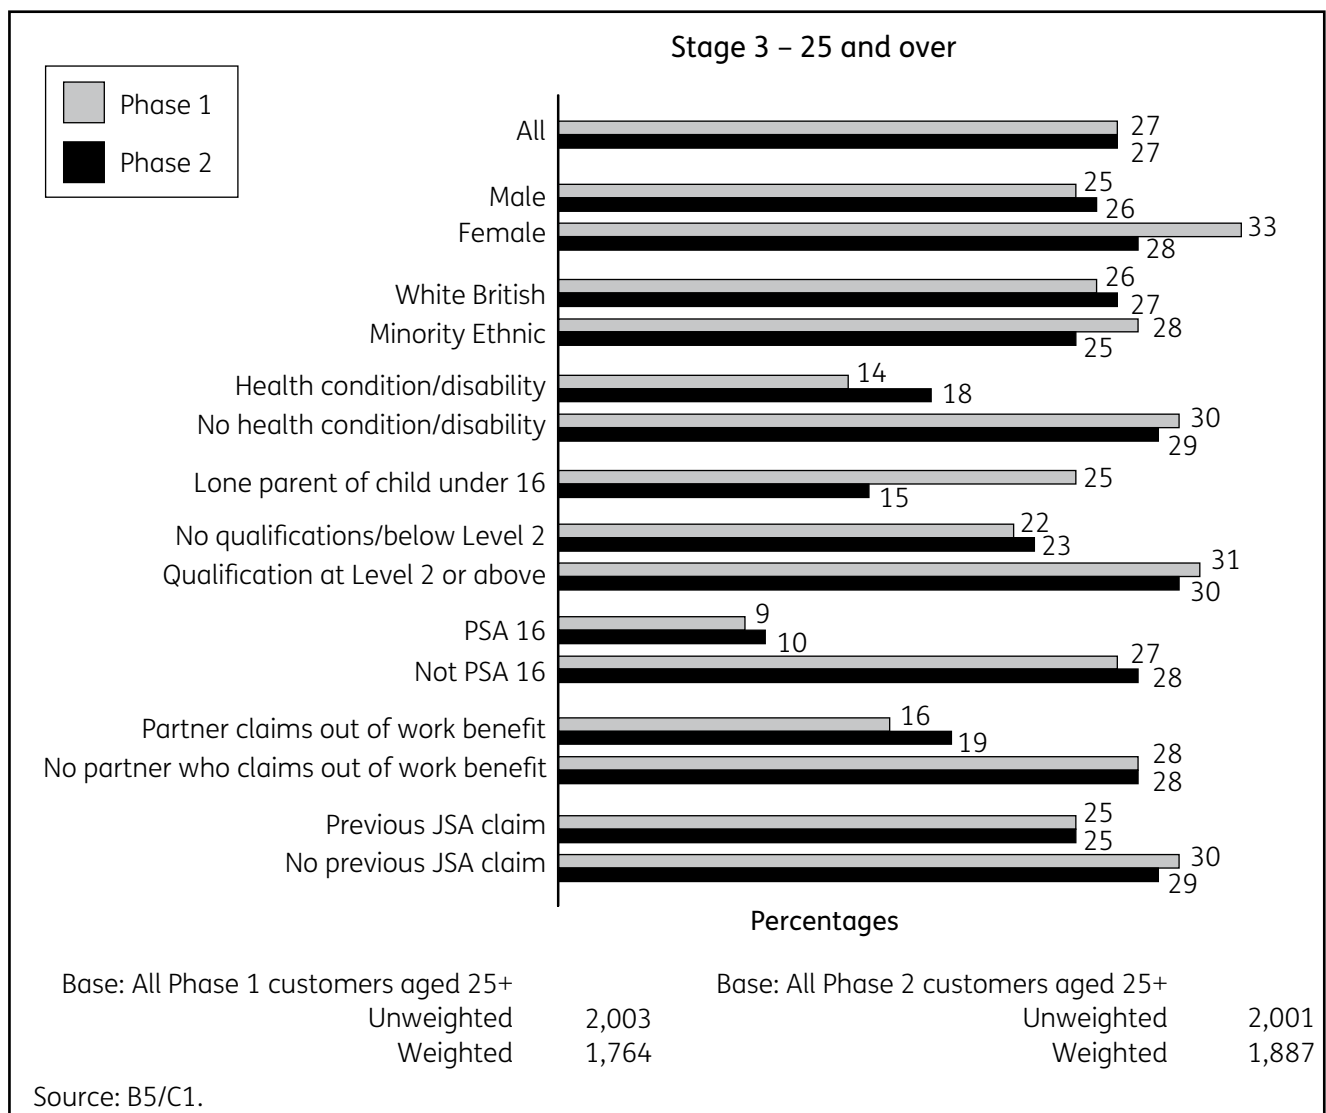 Stage 3 – 25 and over
Phase 1
Phase 2
All 27
27
Male 25
26
Female 33
28
White British 26
27
Minority Ethnic 28
25
Health condition/disability 14
18
No health condition/disability 30
29
Lone parent of child under 16 25
15
No qualifications/below Level 2 22
23
Qualification at Level 2 or above 31
30
PSA 16 9
10
Not PSA 16 27
28
Partner claims out of work benefit 16
19
No partner who claims out of work benefit 28
28
Previous JSA claim 25
25
No previous JSA claim 30
29
Percentages
Base: All Phase 1 customers aged 25+ Base: All Phase 2 customers aged 25+
Unweighted 2,003 Unweighted 2,001
Weighted 1,764 Weighted 1,887
Source: B5/C1.